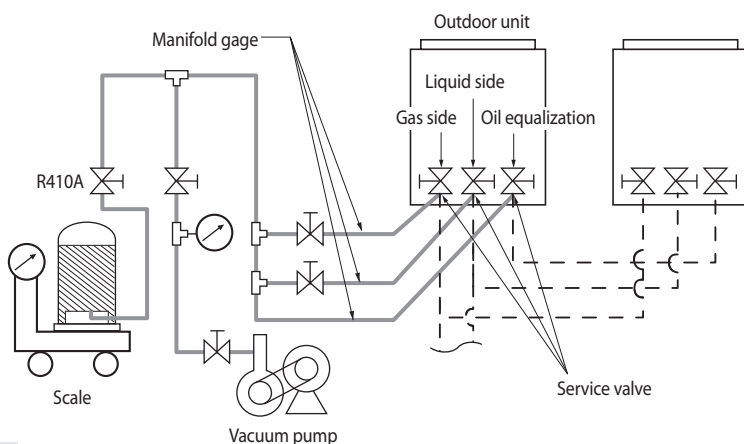 Outdoor unit
Manifold gage
Liquid side
Gas side
Oil equalization
R410A
Service valve
Scale
Vacuum pump